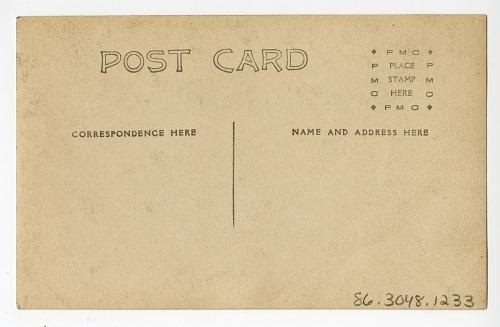 POST CARD
◆ PMC ◆
P PLACE P
M STAMP M
C HERE C
◆ PMC ◆
CORRESPONDENCE HERE
NAME AND ADDRESS HERE
86.3048.1233